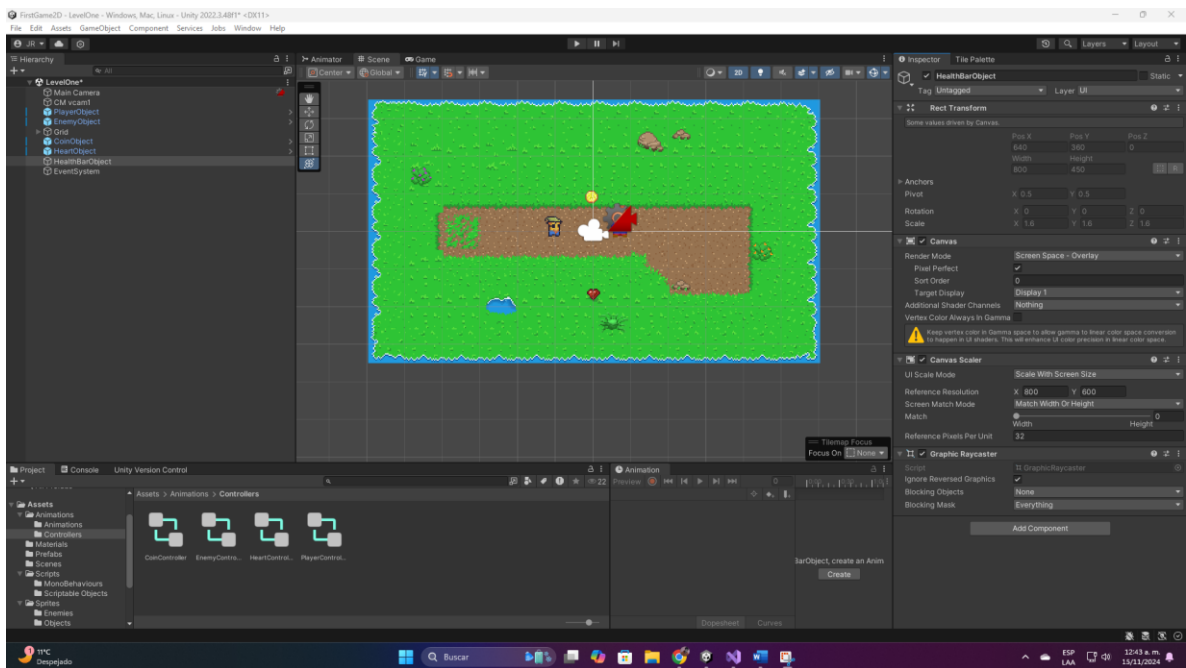 FirstGame2D - LevelOne - Windows, Mac, Linux - Unity 2022.3.48f1* <DX11>
File Edit Assets GameObject Component Services Jobs Window Help
JR
Layers Layout
Hierarchy
All
LevelOne*
Main Camera
CM vcam1
PlayerObject
EnemyObject
Grid
CoinObject
HeartObject
HealthBarObject
EventSystem
Animator Scene Game
Center Global 2D
Tilemap Focus
Focus On None
Inspector Tile Palette
HealthBarObject Static
Tag Untagged Layer UI
Rect Transform
Some values driven by Canvas.
Pos X Pos Y Pos Z
640 360 0
Width Height
800 450
R
Anchors
Pivot X 0.5 Y 0.5
Rotation X 0 Y 0 Z 0
Scale X 1.6 Y 1.6 Z 1.6
Canvas
Render Mode Screen Space - Overlay
Pixel Perfect
Sort Order 0
Target Display Display 1
Additional Shader Channels Nothing
Vertex Color Always In Gamma
Keep vertex color in Gamma space to allow gamma to linear color space conversion
to happen in UI shaders. This will enhance UI color precision in linear color space.
Canvas Scaler
UI Scale Mode Scale With Screen Size
Reference Resolution X 800 Y 600
Screen Match Mode Match Width Or Height
Match 0
Width Height
Reference Pixels Per Unit 32
Graphic Raycaster
Script GraphicRaycaster
Ignore Reversed Graphics
Blocking Objects None
Blocking Mask Everything
Add Component
Project Console Unity Version Control
22
Assets > Animations > Controllers
Assets
Animations
Animations
Controllers
Materials
Prefabs
Scenes
Scripts
MonoBehaviours
Scriptable Objects
Sprites
Enemies
Objects
CoinController EnemyContro... HeartControl... PlayerControl...
Animation
Preview 0
BarObject, create an Anim
Create
Dopesheet Curves
1
11°C
Despejado
Buscar
ESP
LAA
12:43 a. m.
15/11/2024